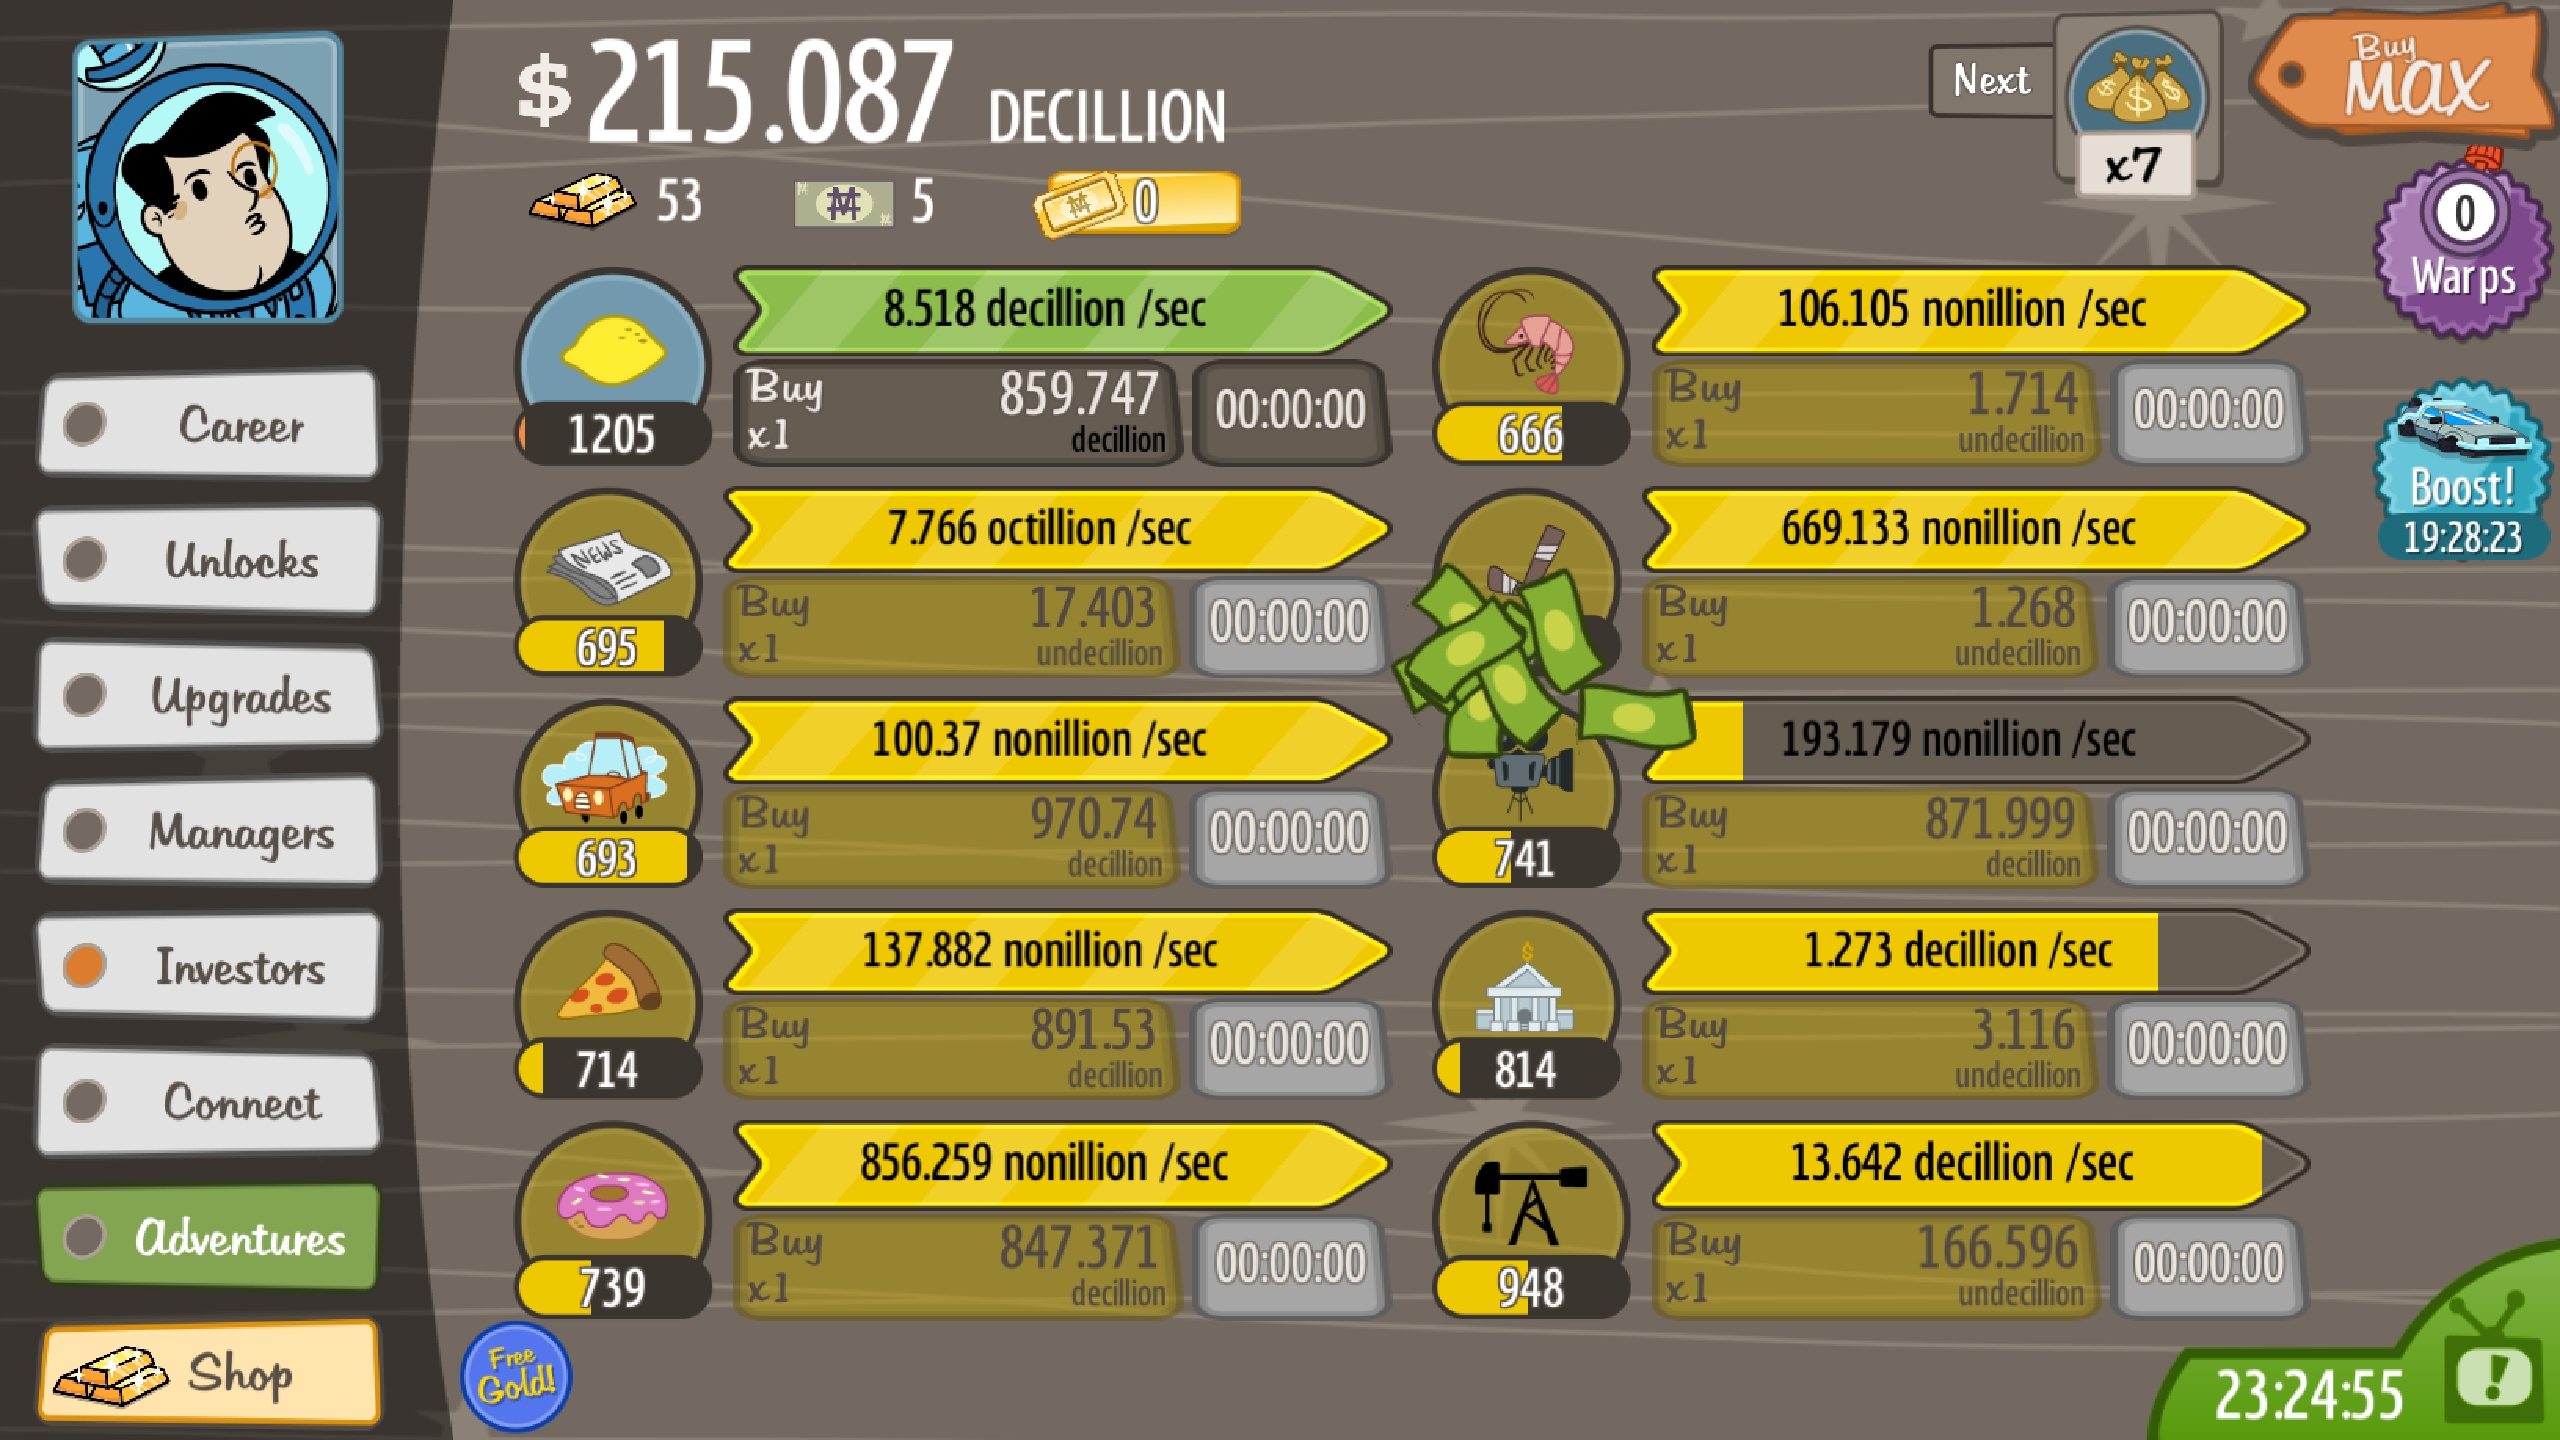 $215.087 DECILLION
53
5
0
Next
x7
Buy
MAX
0
Warps
Boost!
19:28:23
Career
Unlocks
Upgrades
Managers
Investors
Connect
Adventures
Shop
8.518 decillion /sec
1205
Buy
x1
859.747
decillion
00:00:00
NEWS
7.766 octillion /sec
695
Buy
x1
17.403
undecillion
00:00:00
100.37 nonillion /sec
693
Buy
x1
970.74
decillion
00:00:00
137.882 nonillion /sec
714
Buy
x1
891.53
decillion
00:00:00
856.259 nonillion /sec
739
Buy
x1
847.371
decillion
00:00:00
106.105 nonillion /sec
666
Buy
x1
1.714
undecillion
00:00:00
669.133 nonillion /sec
Buy
x1
1.268
undecillion
00:00:00
193.179 nonillion /sec
741
Buy
x1
871.999
decillion
00:00:00
1.273 decillion /sec
814
Buy
x1
3.116
undecillion
00:00:00
13.642 decillion /sec
948
Buy
x1
166.596
undecillion
00:00:00
Free
Gold!
23:24:55
!